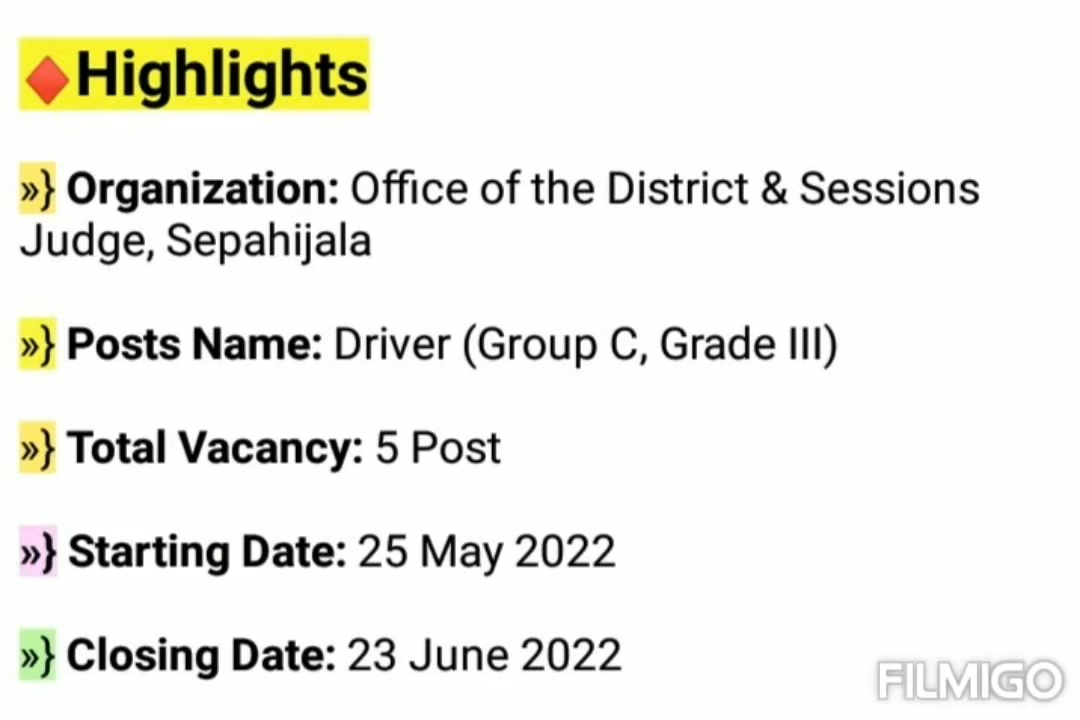 ♦Highlights
»} Organization: Office of the District & Sessions
Judge, Sepahijala
»} Posts Name: Driver (Group C, Grade III)
»} Total Vacancy: 5 Post
»} Starting Date: 25 May 2022
»} Closing Date: 23 June 2022
FILMIGO